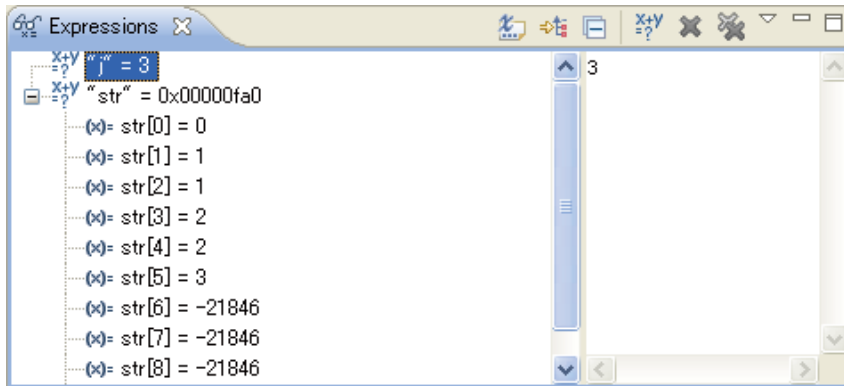 Expressions
x+y =?
x+y =? "j" = 3
3
x+y =? "str" = 0x00000fa0
(x)= str[0] = 0
(x)= str[1] = 1
(x)= str[2] = 1
(x)= str[3] = 2
(x)= str[4] = 2
(x)= str[5] = 3
(x)= str[6] = -21846
(x)= str[7] = -21846
(x)= str[8] = -21846